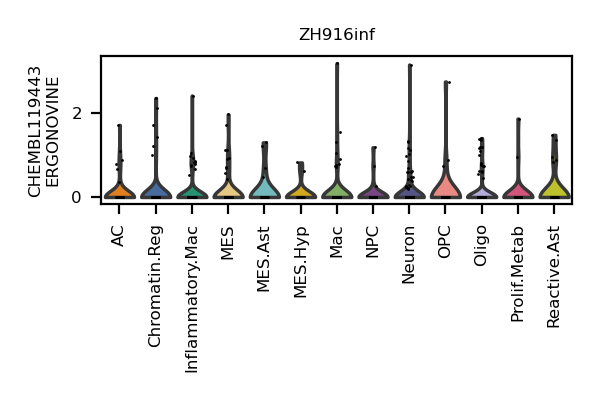 ZH916inf
CHEMBL119443
ERGONOVINE
2
0
AC
Chromatin.Reg
Inflammatory.Mac
MES
MES.Ast
MES.Hyp
Mac
NPC
Neuron
OPC
Oligo
Prolif.Metab
Reactive.Ast